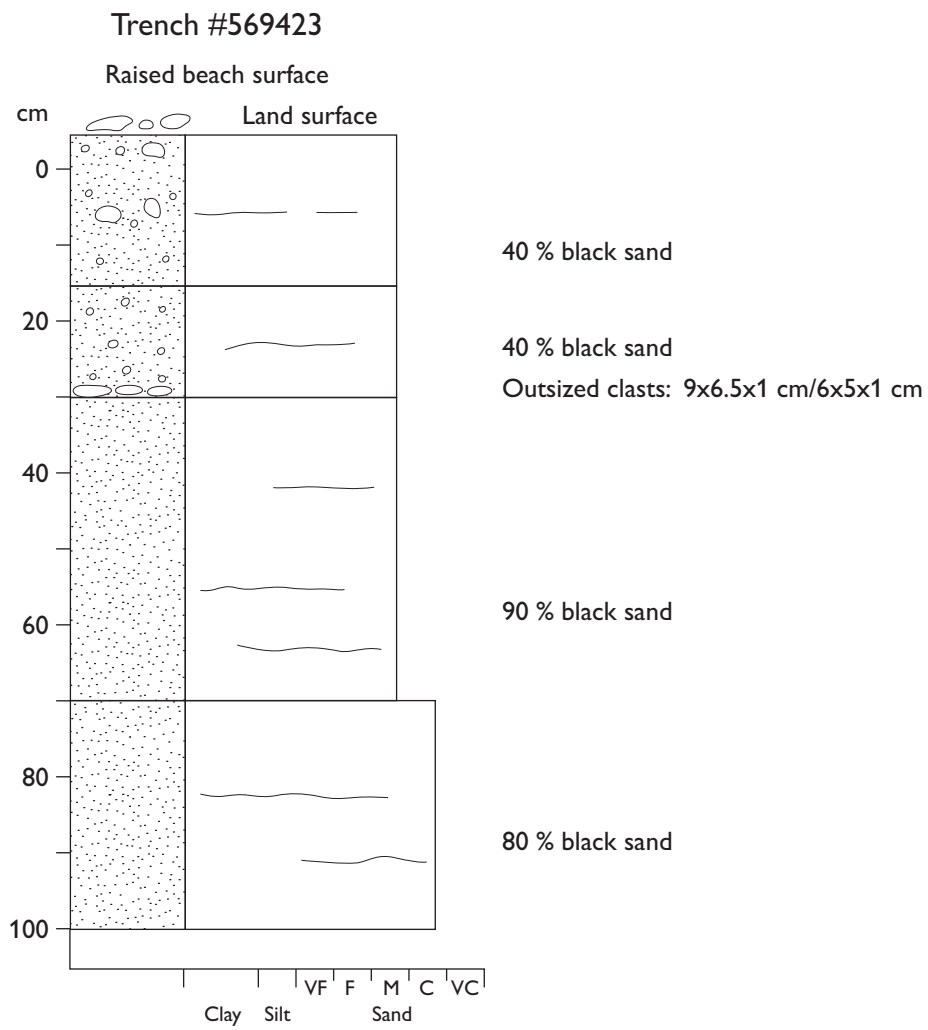 Trench #569423
Raised beach surface
cm
Land surface
0
40 % black sand
20
40 % black sand
Outsized clasts: 9x6.5x1 cm/6x5x1 cm
40
90 % black sand
60
80
80 % black sand
100
VF F M C VC
Clay Silt Sand